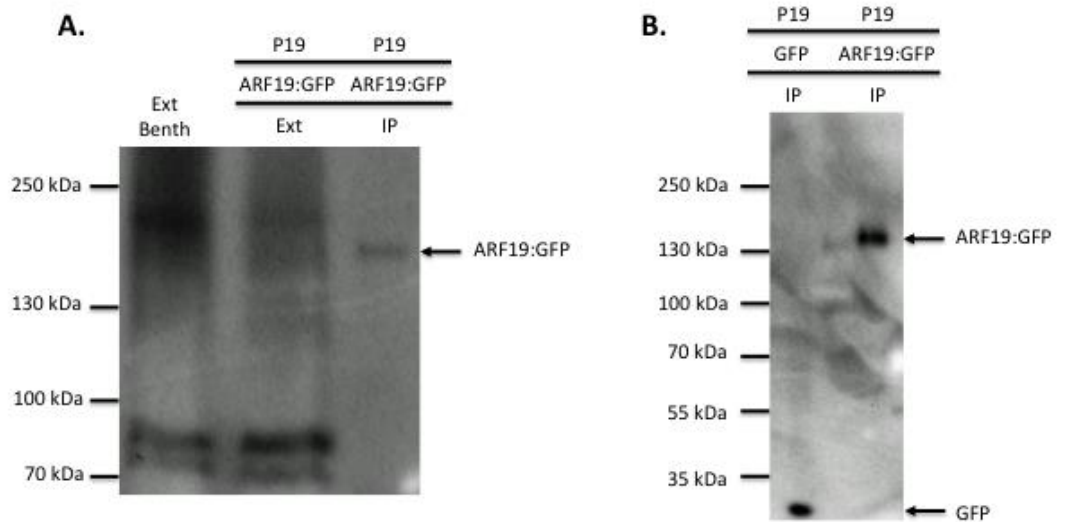 A.
P19 P19
ARF19:GFP ARF19:GFP
Ext
Benth
Ext IP
250 kDa
ARF19:GFP
130 kDa
100 kDa
70 kDa
B.
P19 P19
GFP ARF19:GFP
IP IP
250 kDa
ARF19:GFP
130 kDa
100 kDa
70 kDa
55 kDa
35 kDa
GFP